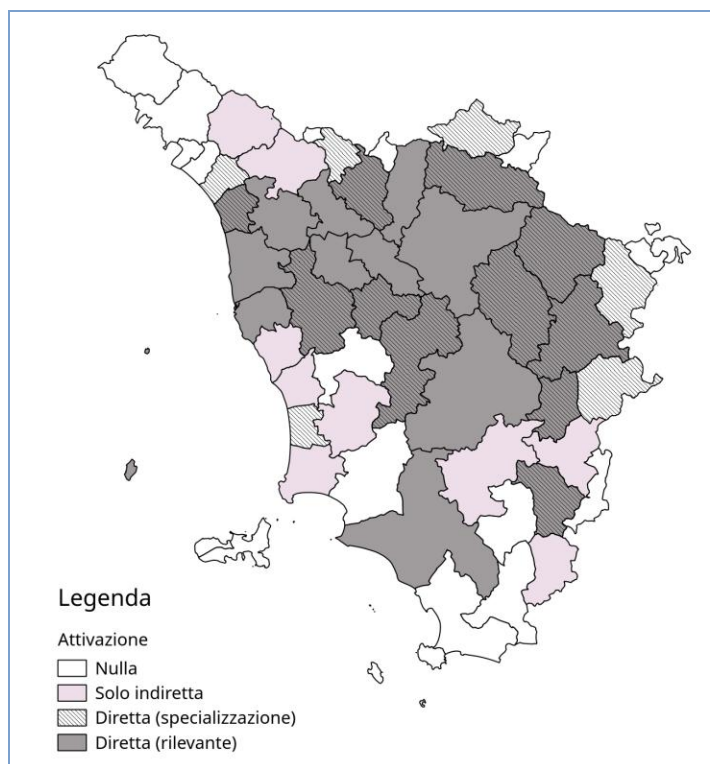 Legenda
Attivazione
Nulla
Solo indiretta
Diretta (specializzazione)
Diretta (rilevante)